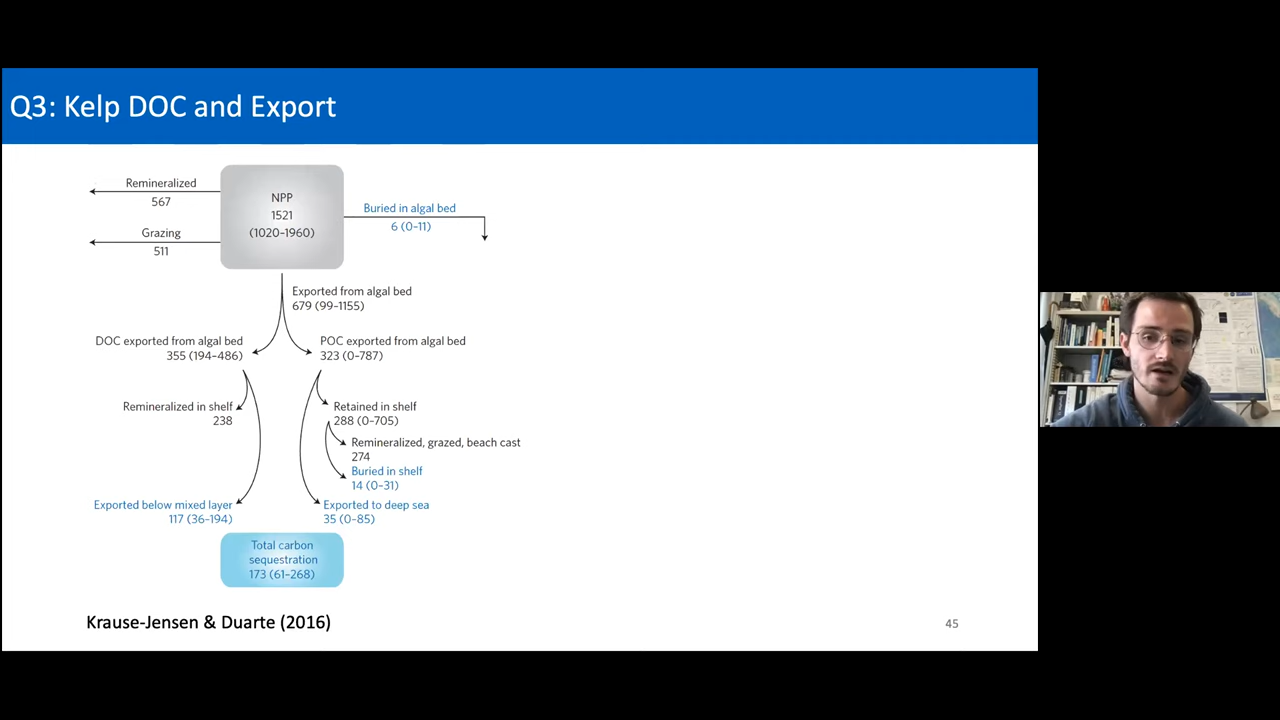 Q3: Kelp DOC and Export
Remineralized
567
NPP
1521
(1020–1960)
Grazing
511
Buried in algal bed
6 (0–11)
Exported from algal bed
679 (99–1155)
DOC exported from algal bed
355 (194–486)
POC exported from algal bed
323 (0–787)
Remineralized in shelf
238
Retained in shelf
288 (0–705)
Remineralized, grazed, beach cast
274
Buried in shelf
14 (0–31)
Exported below mixed layer
117 (36–194)
Exported to deep sea
35 (0–85)
Total carbon
sequestration
173 (61–268)
Krause-Jensen & Duarte (2016)
45